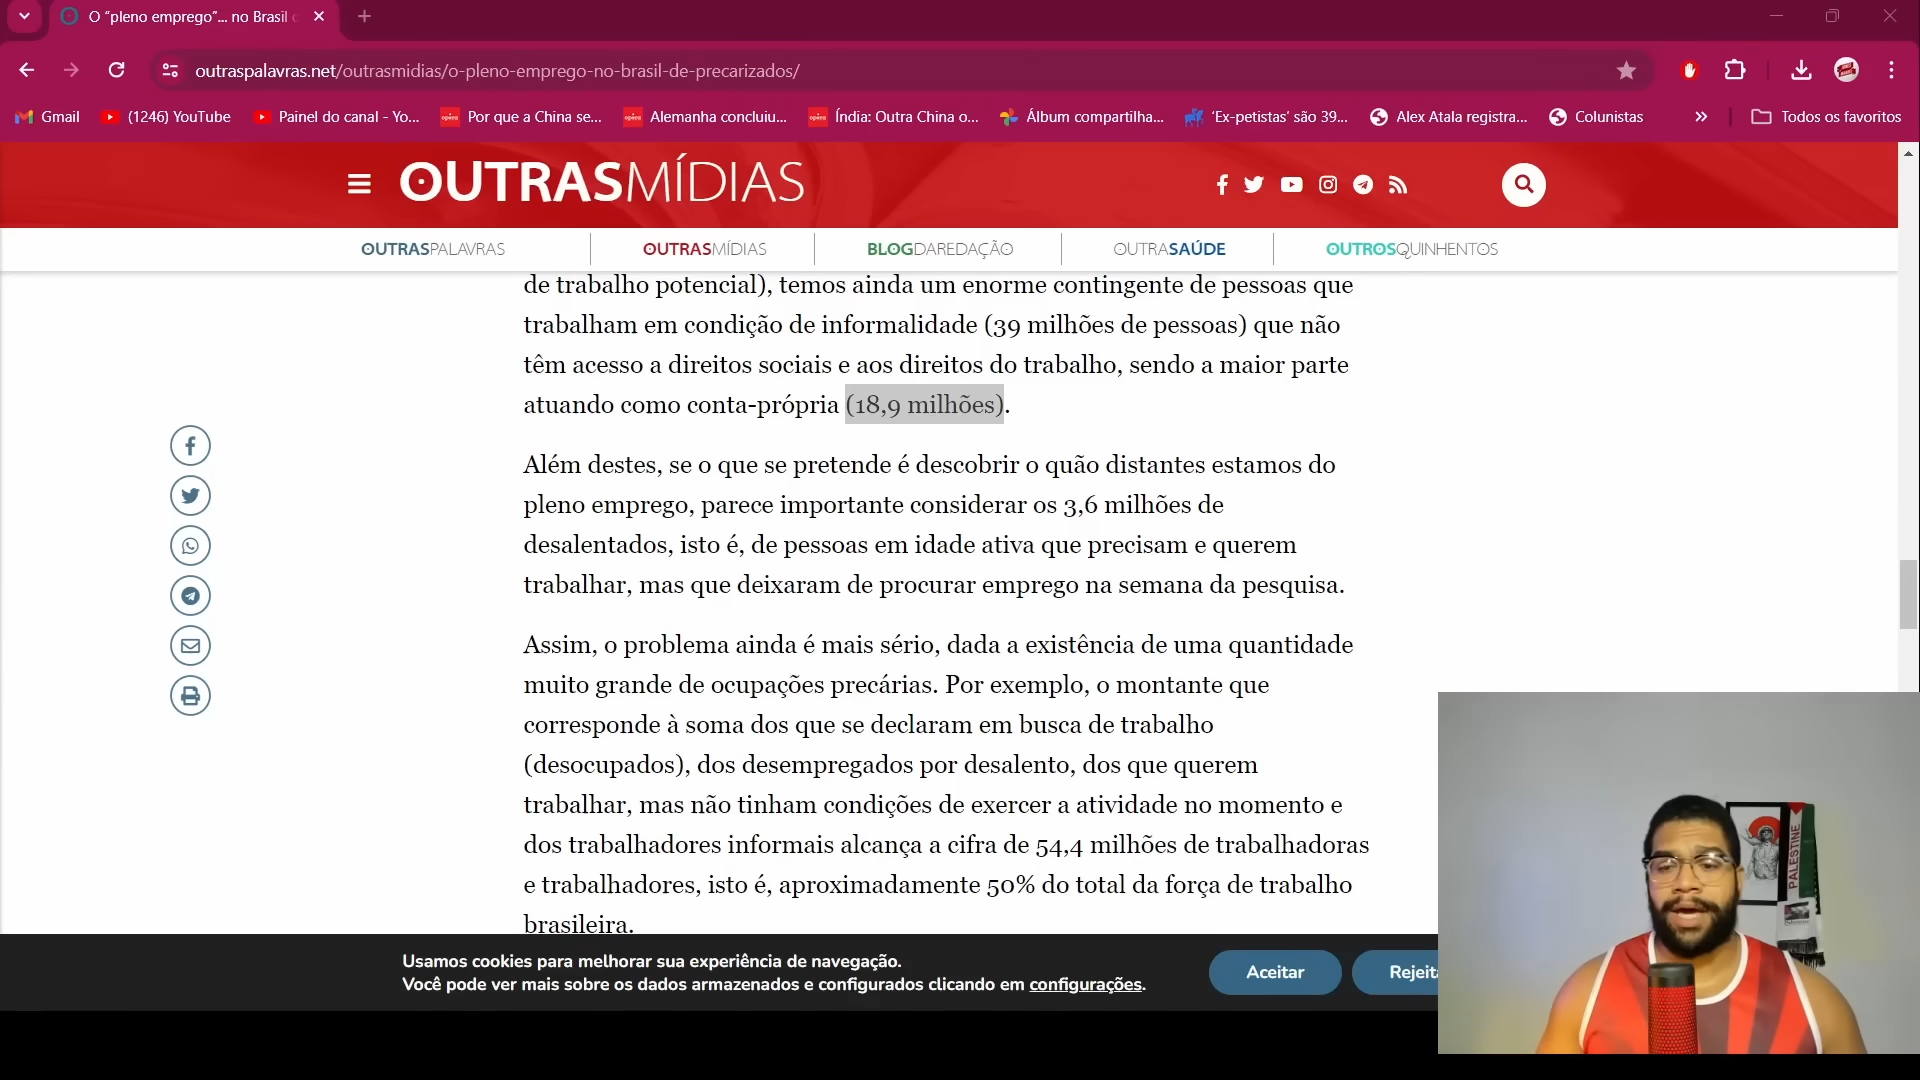 O “pleno emprego”... no Brasil
outraspalavras.net/outrasmidias/o-pleno-emprego-no-brasil-de-precarizados/
Gmail
(1246) YouTube
Painel do canal - Yo...
Por que a China se...
Alemanha concluiu...
Índia: Outra China o...
Álbum compartilha...
‘Ex-petistas’ são 39...
Alex Atala registra...
Colunistas
Todos os favoritos
OUTRASMÍDIAS
OUTRASPALAVRAS
OUTRASMÍDIAS
BLOGDAREDAÇÃO
OUTRASAÚDE
OUTROSQUINHENTOS
de trabalho potencial), temos ainda um enorme contingente de pessoas que
trabalham em condição de informalidade (39 milhões de pessoas) que não
têm acesso a direitos sociais e aos direitos do trabalho, sendo a maior parte
atuando como conta-própria (18,9 milhões).
Além destes, se o que se pretende é descobrir o quão distantes estamos do
pleno emprego, parece importante considerar os 3,6 milhões de
desalentados, isto é, de pessoas em idade ativa que precisam e querem
trabalhar, mas que deixaram de procurar emprego na semana da pesquisa.
Assim, o problema ainda é mais sério, dada a existência de uma quantidade
muito grande de ocupações precárias. Por exemplo, o montante que
corresponde à soma dos que se declaram em busca de trabalho
(desocupados), dos desempregados por desalento, dos que querem
trabalhar, mas não tinham condições de exercer a atividade no momento e
dos trabalhadores informais alcança a cifra de 54,4 milhões de trabalhadoras
e trabalhadores, isto é, aproximadamente 50% do total da força de trabalho
brasileira.
Usamos cookies para melhorar sua experiência de navegação.
Você pode ver mais sobre os dados armazenados e configurados clicando em configurações.
Aceitar
Rejeita
PALESTINE